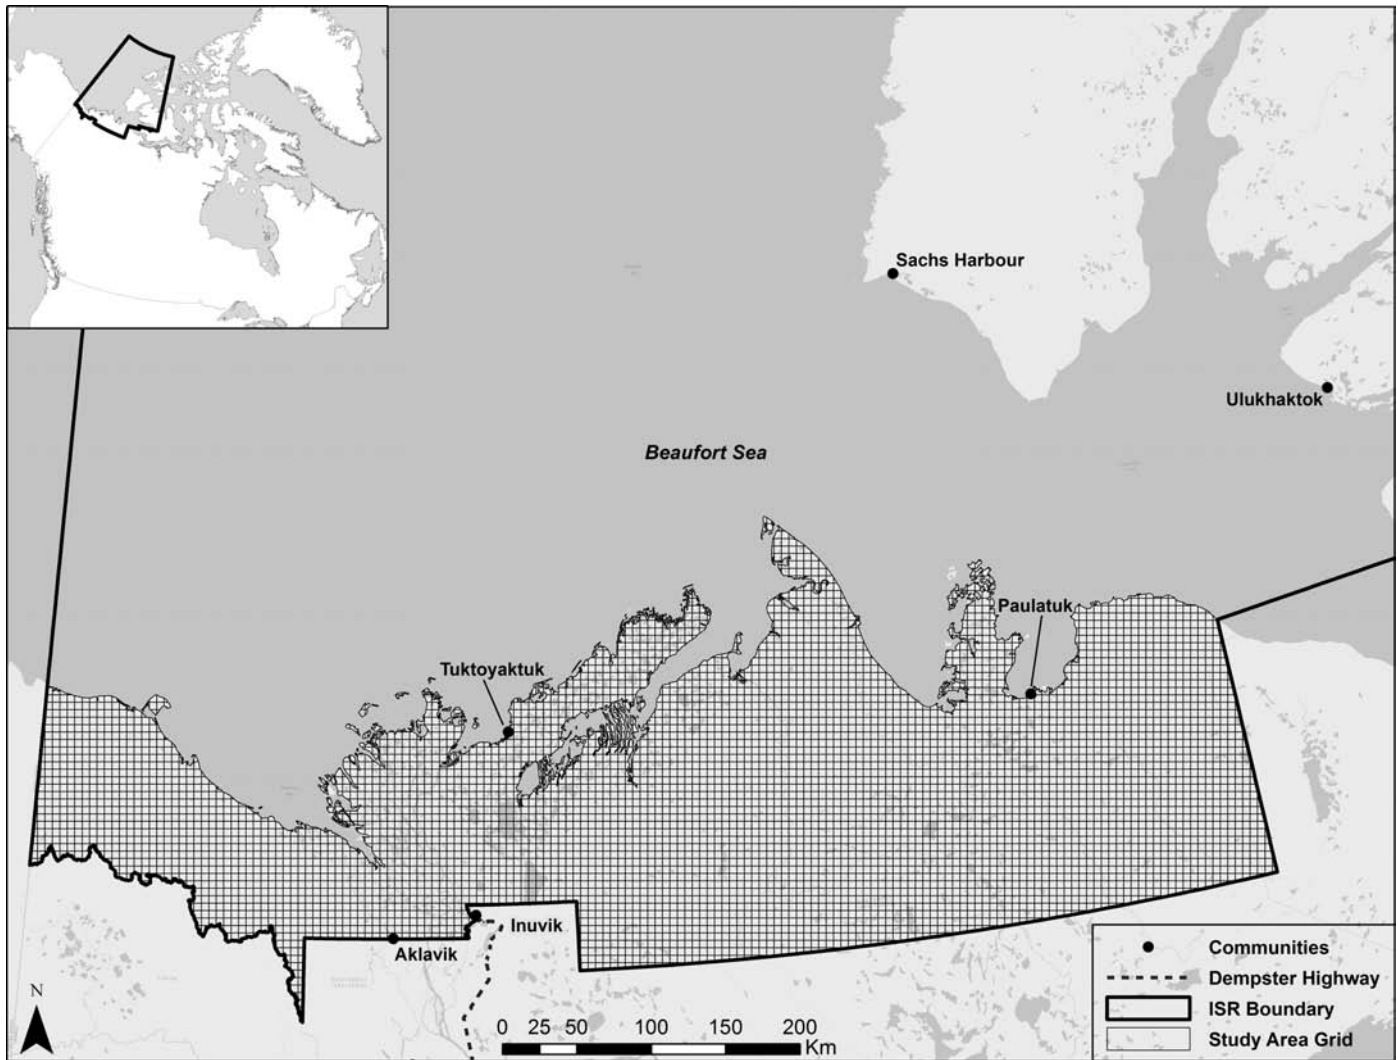 Sachs Harbour
Ulukhaktok
Beaufort Sea
Paulatuk
Tuktoyaktuk
Inuvik
Aklavik
N
0 25 50 100 150 200
Km
Communities
Dempster Highway
ISR Boundary
Study Area Grid